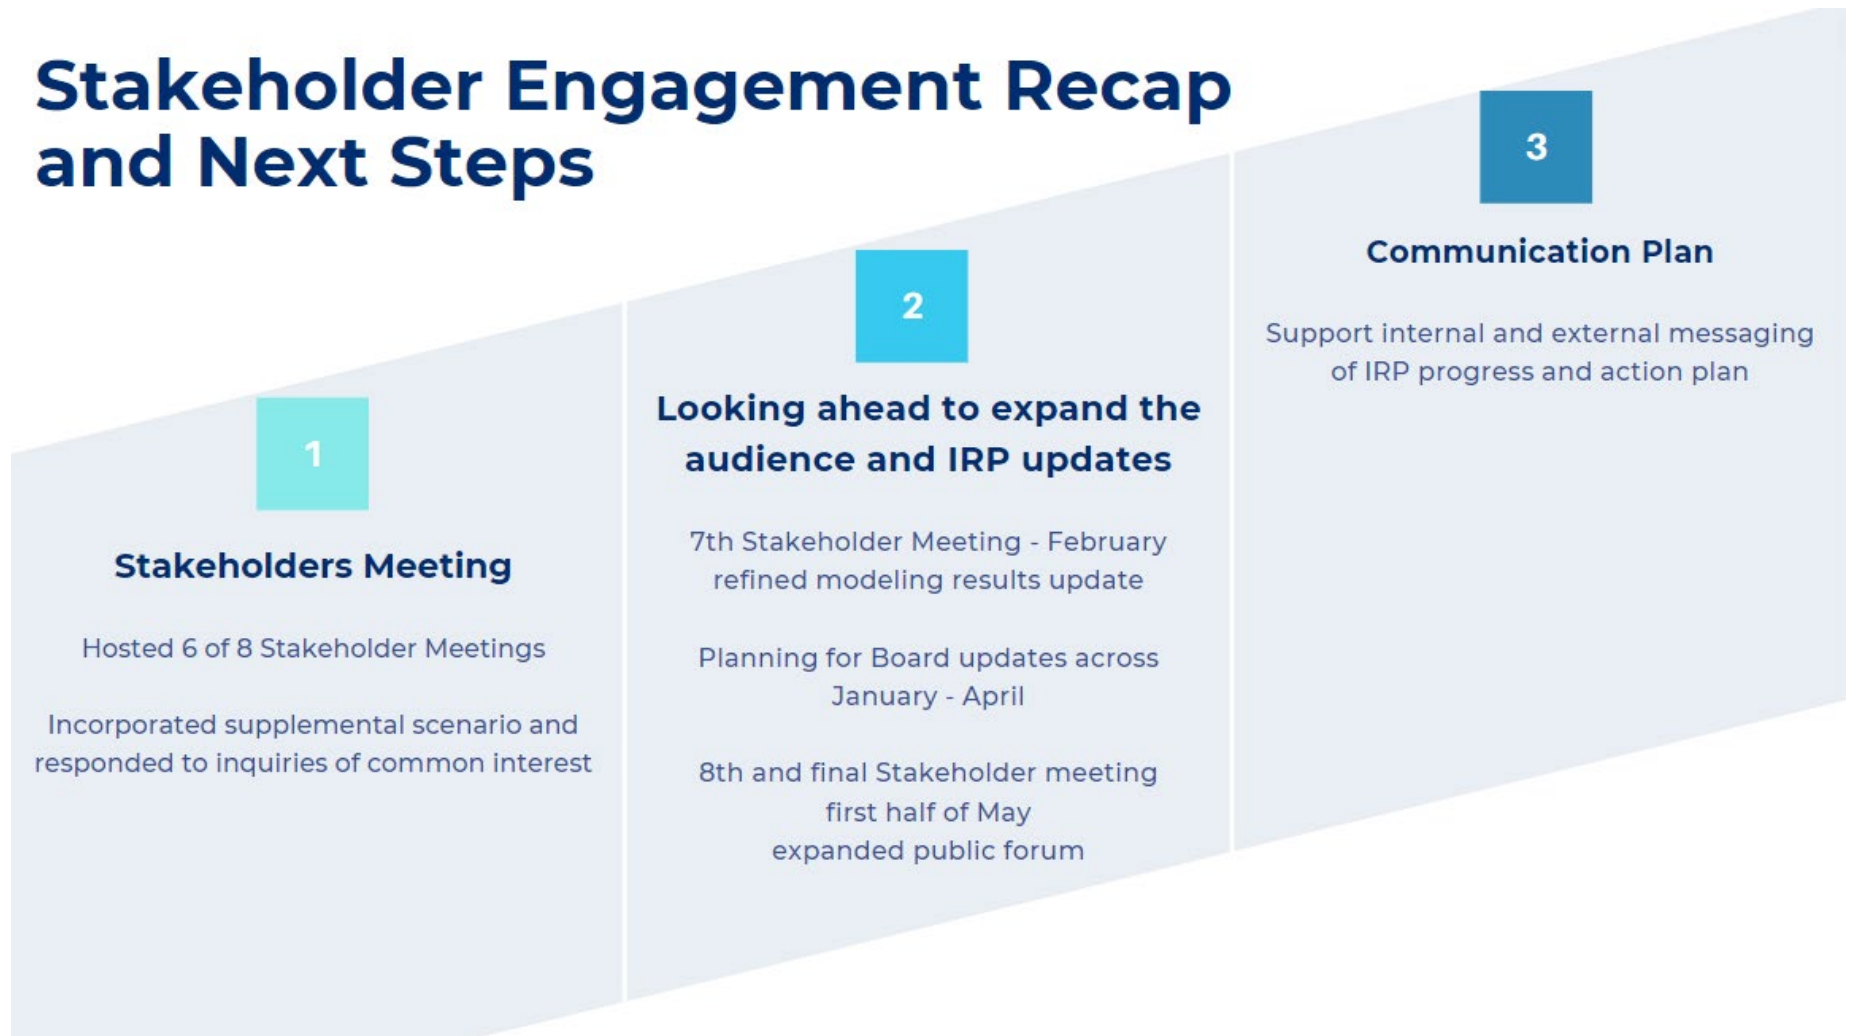 Stakeholder Engagement Recap
and Next Steps
1
Stakeholders Meeting
Hosted 6 of 8 Stakeholder Meetings
Incorporated supplemental scenario and
responded to inquiries of common interest
2
Looking ahead to expand the
audience and IRP updates
7th Stakeholder Meeting - February
refined modeling results update
Planning for Board updates across
January - April
8th and final Stakeholder meeting
first half of May
expanded public forum
3
Communication Plan
Support internal and external messaging
of IRP progress and action plan